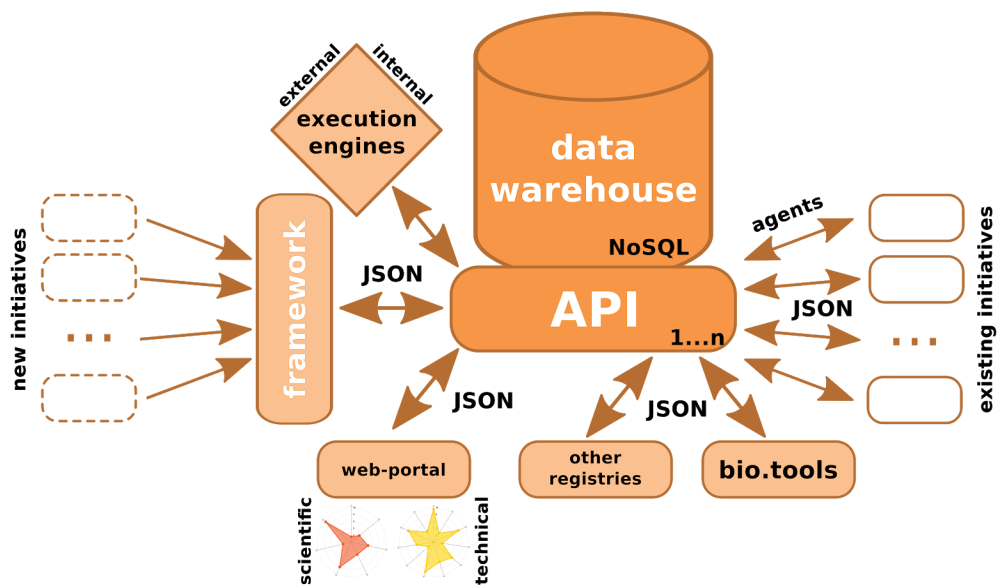 external
internal
execution
engines
data
warehouse
NoSQL
API
1...n
new initiatives
...
framework
JSON
agents
JSON
...
existing initiatives
JSON
JSON
web-portal
other
registries
bio.tools
scientific
technical